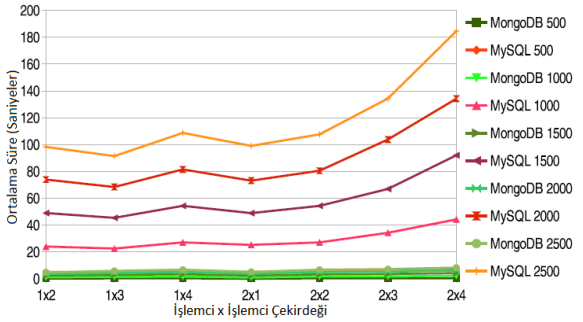 Ortalama Süre (Saniyeler)
200
180
160
140
120
100
80
60
40
20
0
1x2 1x3 1x4 2x1 2x2 2x3 2x4
İşlemci x İşlemci Çekirdeği
MongoDB 500
MySQL 500
MongoDB 1000
MySQL 1000
MongoDB 1500
MySQL 1500
MongoDB 2000
MySQL 2000
MongoDB 2500
MySQL 2500